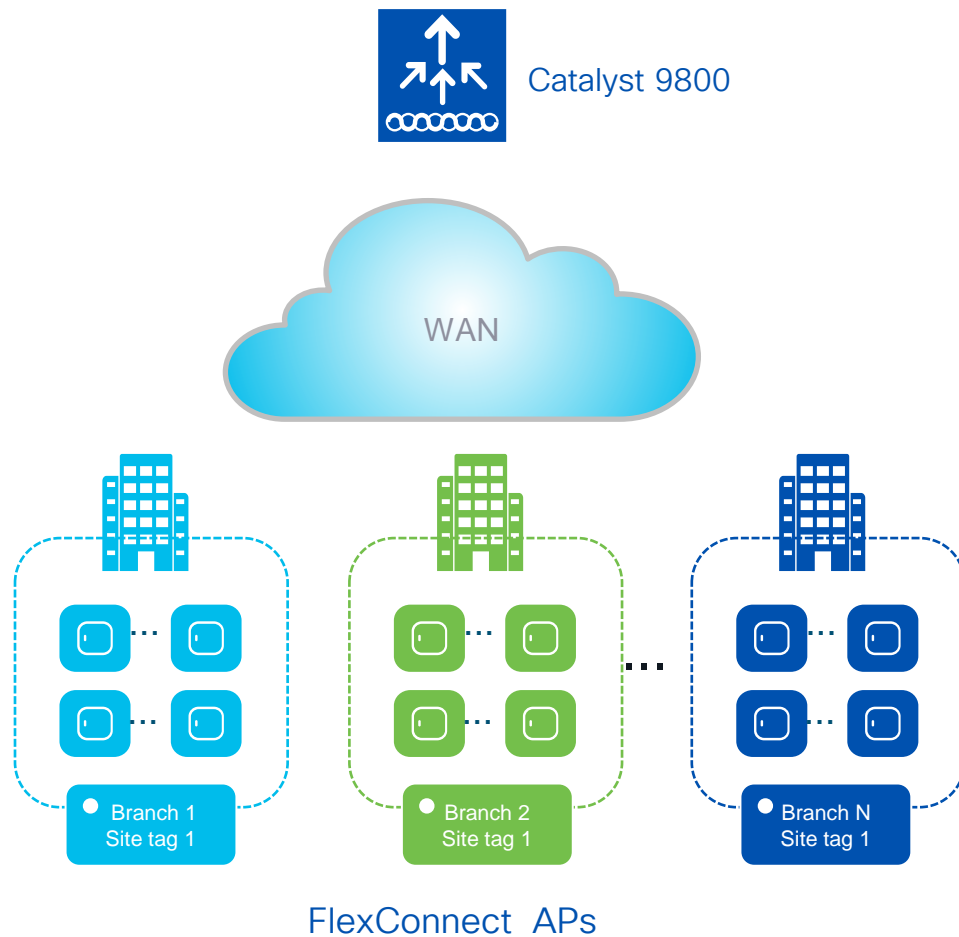 Catalyst 9800
WAN
Branch 1
Site tag 1
Branch 2
Site tag 1
Branch N
Site tag 1
FlexConnect APs